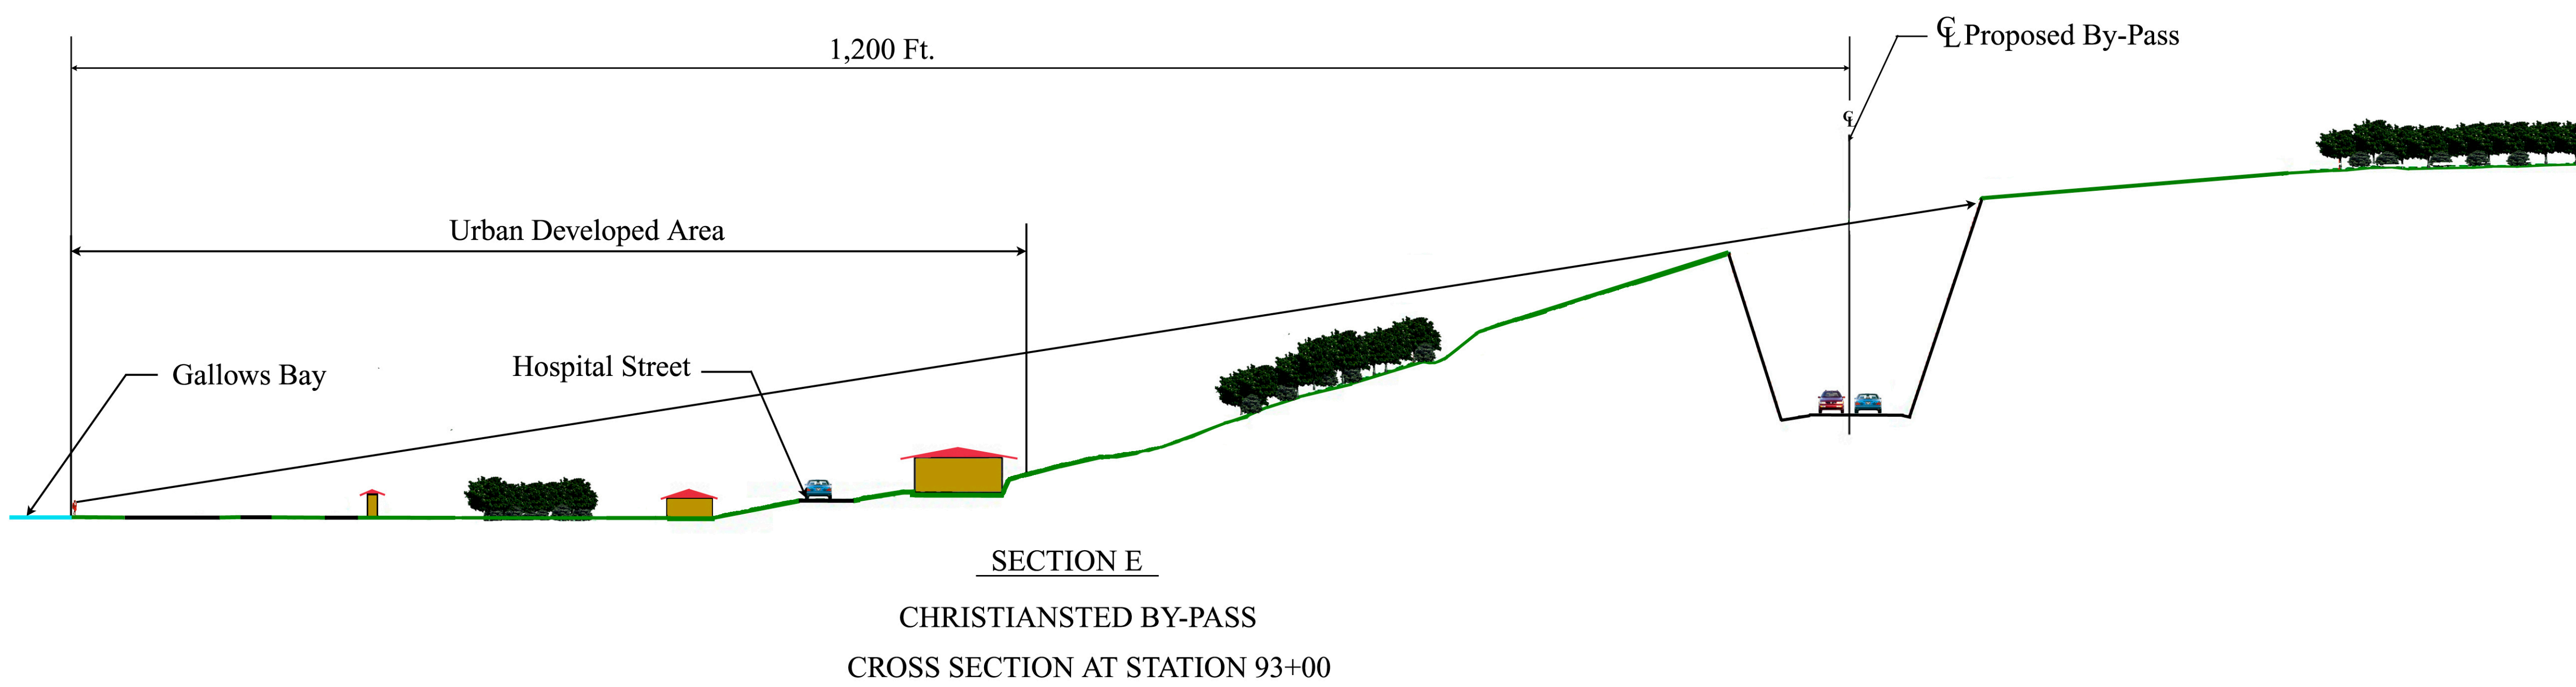 1,200 Ft.
℄ Proposed By-Pass
℄
Urban Developed Area
Gallows Bay
Hospital Street
SECTION E
CHRISTIANSTED BY-PASS
CROSS SECTION AT STATION 93+00